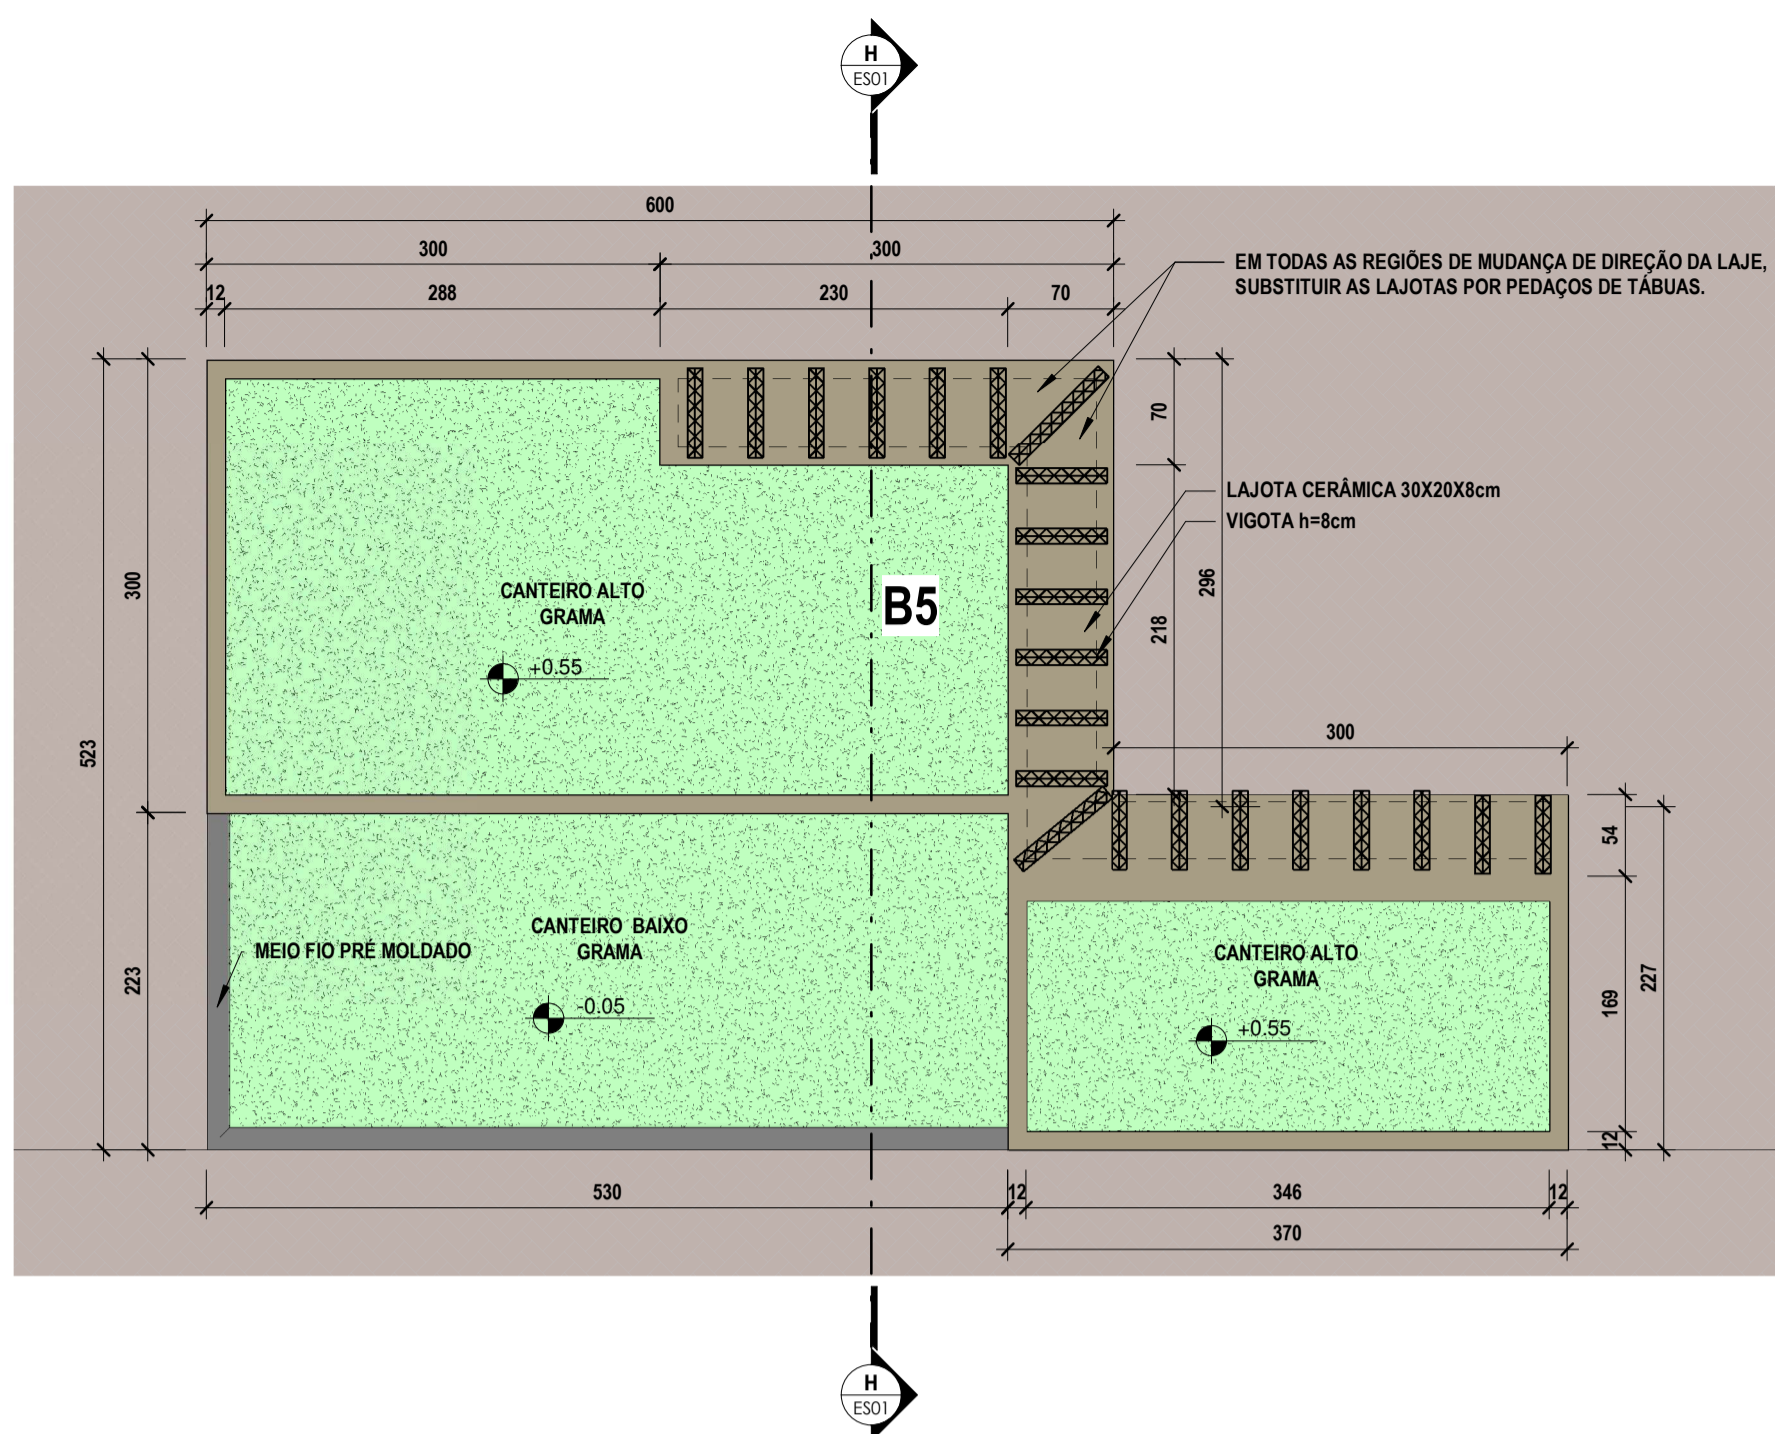 H
ES01
600
300
300
12
288
230
70
EM TODAS AS REGIÕES DE MUDANÇA DE DIREÇÃO DA LAJE,
SUBSTITUIR AS LAJOTAS POR PEDAÇOS DE TÁBUAS.
70
LAJOTA CERÂMICA 30X20X8cm
VIGOTA h=8cm
296
218
300
523
CANTEIRO ALTO
GRAMA
B5
+0.55
300
54
CANTEIRO BAIXO
GRAMA
MEIO FIO PRÉ MOLDADO
-0.05
223
CANTEIRO ALTO
GRAMA
+0.55
169
227
12
530
12
346
12
370
H
ES01